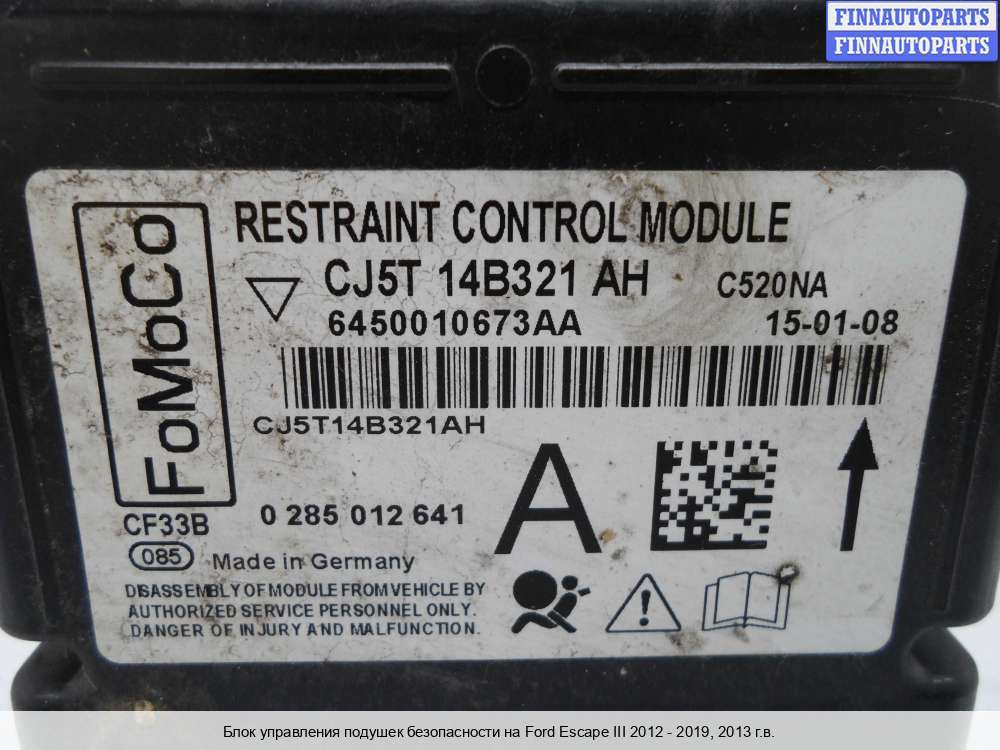 FINNAUTOPARTS
FINNAUTOPARTS
FoMoCo
RESTRAINT CONTROL MODULE
CJ5T 14B321 AH C520NA
6450010673AA 15-01-08
CJ5T14B321AH
A
CF33B 0 285 012 641
085 Made in Germany
DISASSEMBLY OF MODULE FROM VEHICLE BY
AUTHORIZED SERVICE PERSONNEL ONLY.
DANGER OF INJURY AND MALFUNCTION.
Блок управления подушек безопасности на Ford Escape III 2012 - 2019, 2013 г.в.